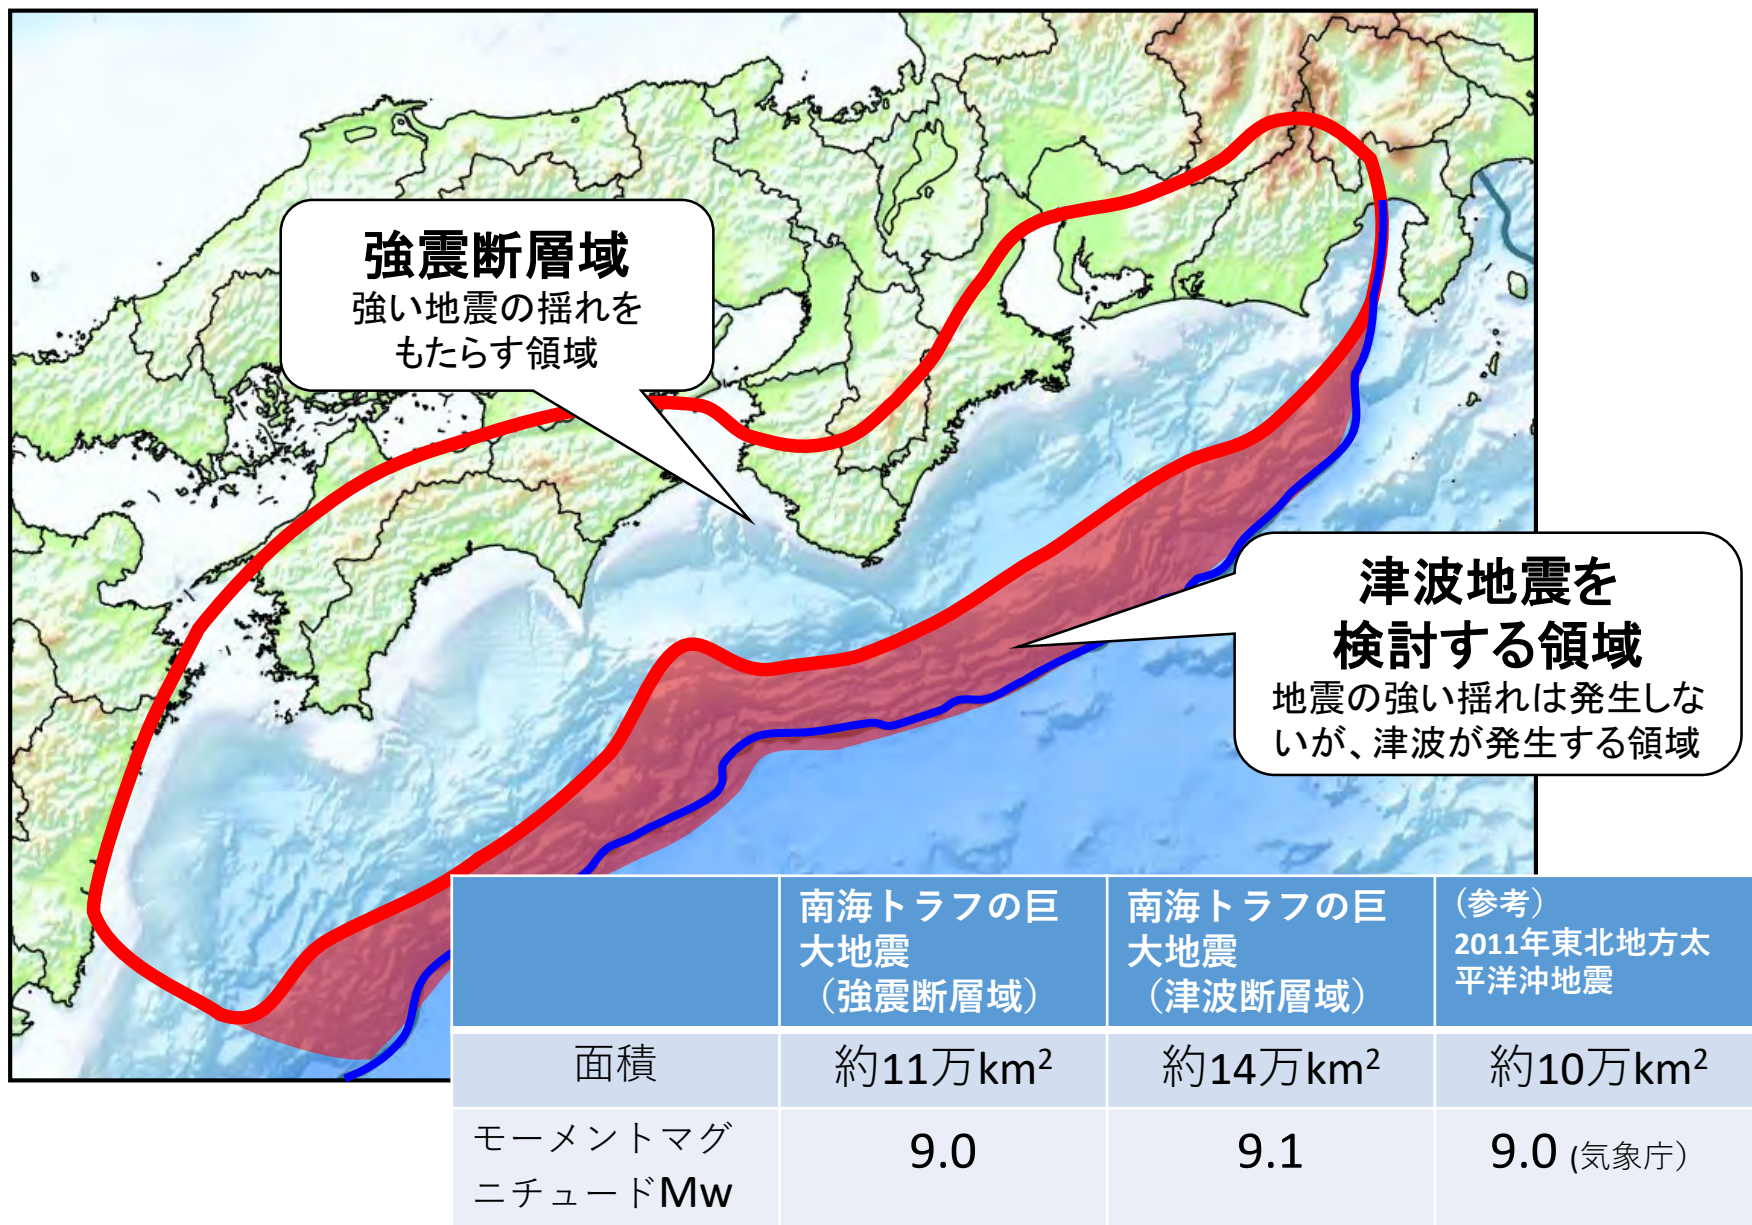 強震断層域
強い地震の揺れを
もたらす領域
津波地震を
検討する領域
地震の強い揺れは発生しな
いが、津波が発生する領域
南海トラフの巨
大地震
（強震断層域）
南海トラフの巨
大地震
（津波断層域）
（参考）
2011年東北地方太
平洋沖地震
面積
約11万km²
約14万km²
約10万km²
モーメントマグ
ニチュードMw
9.0
9.1
9.0 (気象庁）